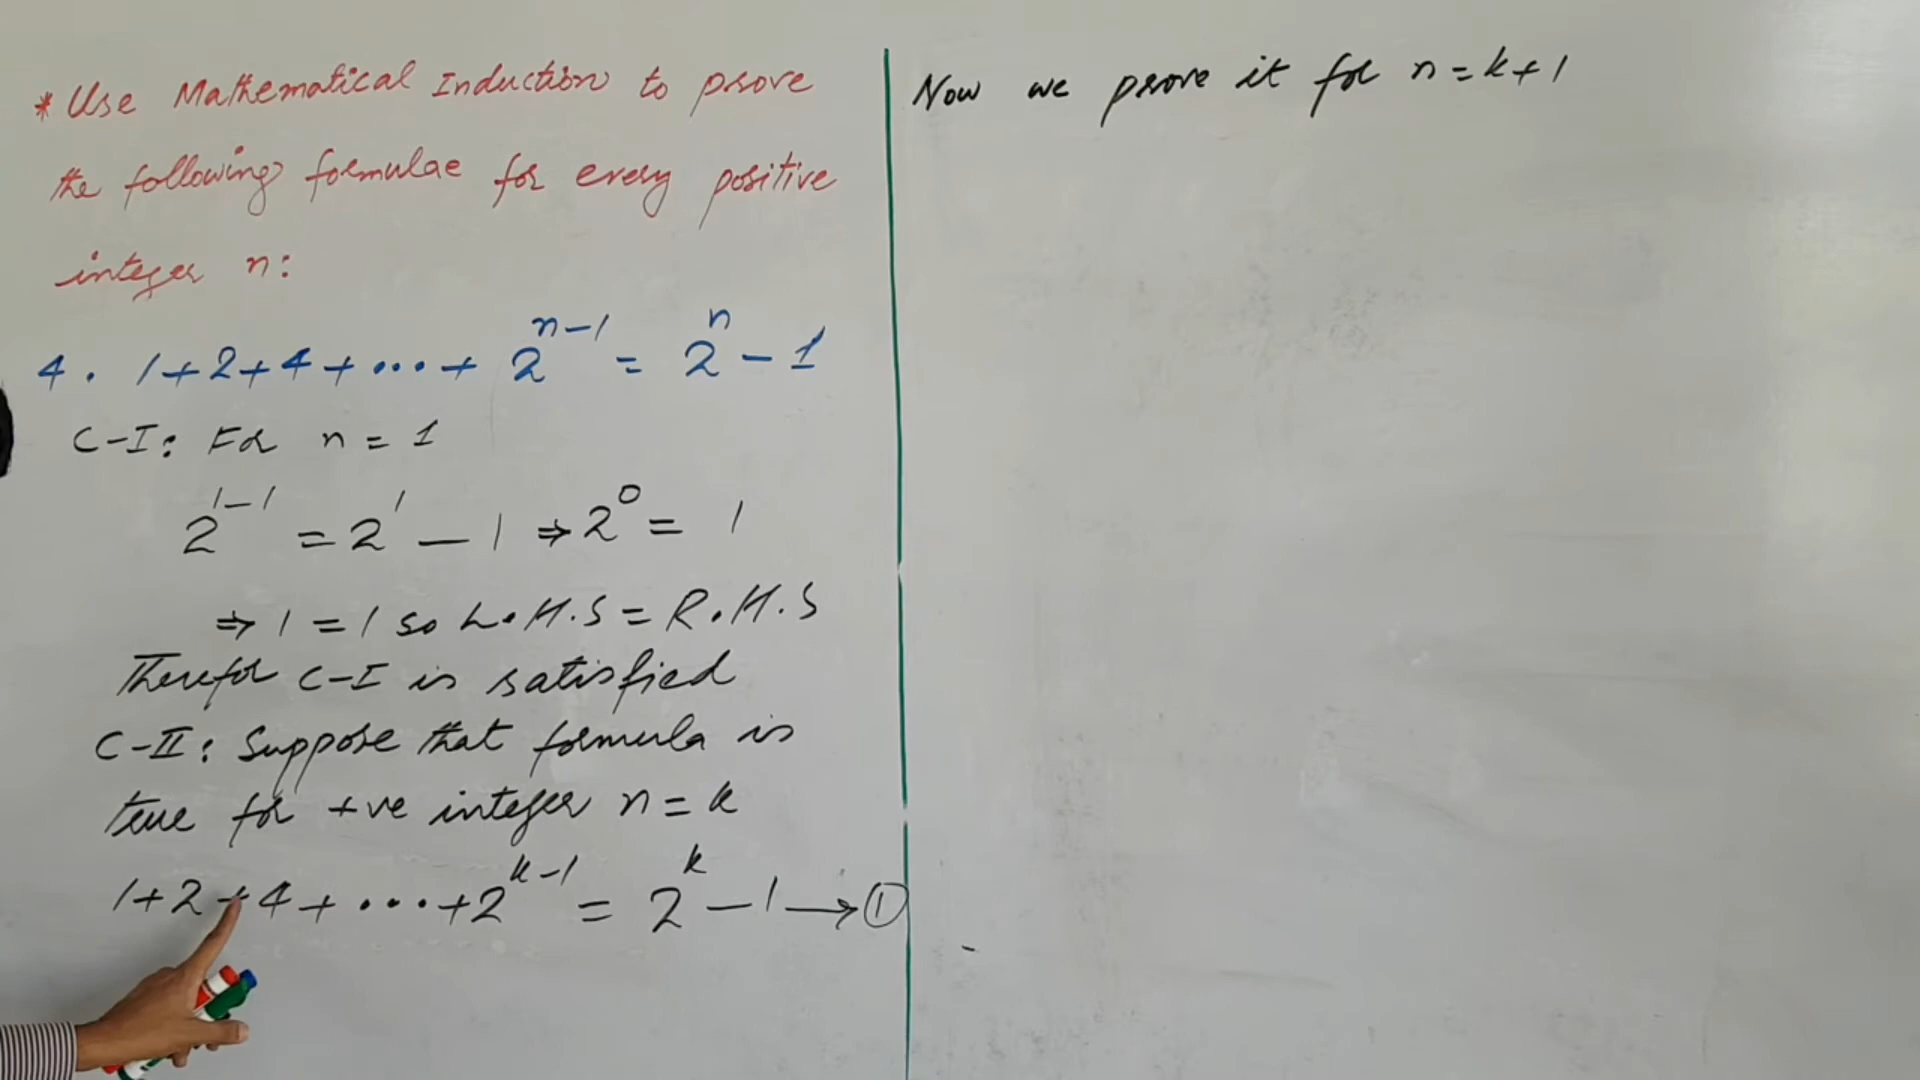 * Use Mathematical Induction to prove
the following formulae for every positive
integer n:
4. 1+2+4+...+ 2^{n-1} = 2^n - 1
C-I: For n = 1
2^{1-1} = 2^1 - 1 ⇒ 2^0 = 1
⇒ 1 = 1 so L.H.S = R.H.S
Therefor C-I is satisfied
C-II: Suppose that formula is
true for +ve integer n = k
1+2+4+...+2^{k-1} = 2^k - 1 → ①
Now we prove it for n = k+1